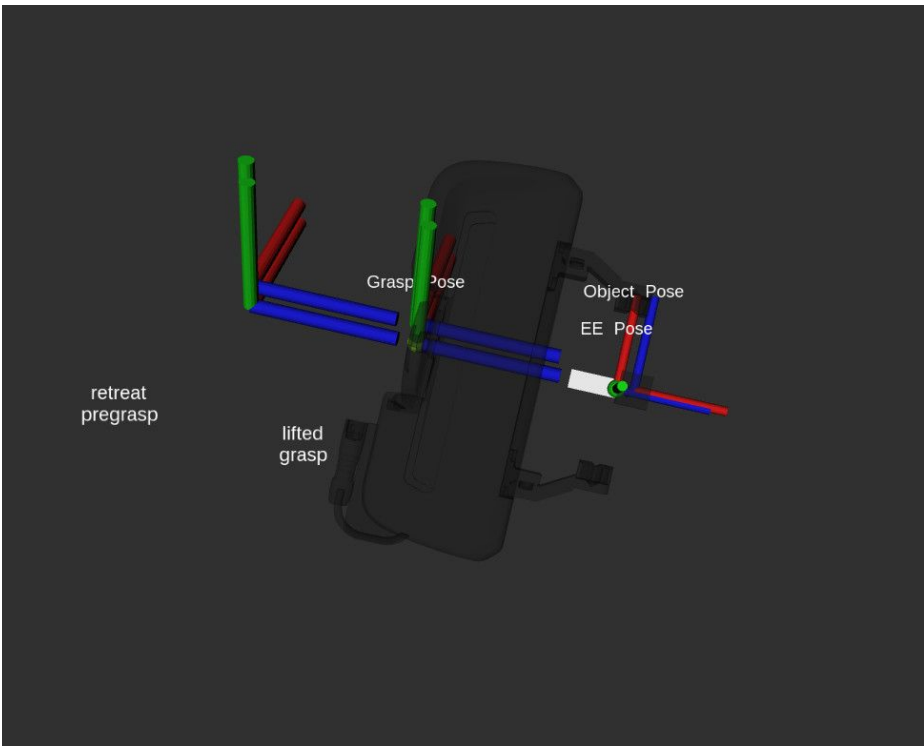 Grasp Pose
Object Pose
EE Pose
retreat
pregrasp
lifted
grasp